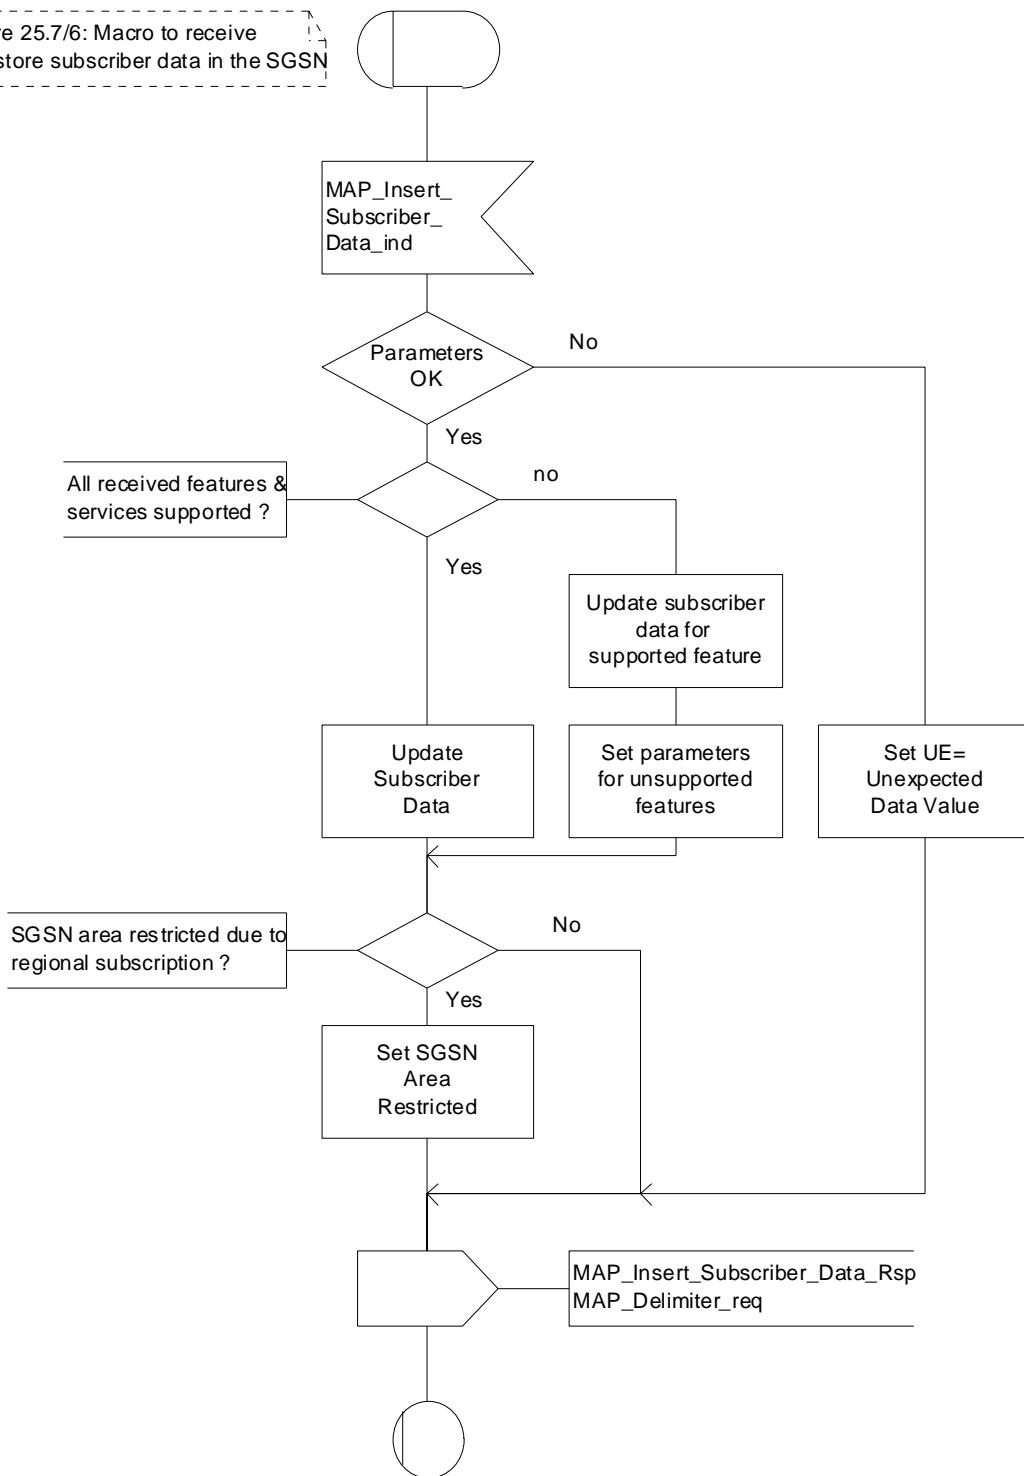 re 25.7/6: Macro to receive
store subscriber data in the SGSN
MAP_Insert_
Subscriber_
Data_ind
Parameters
OK
No
Yes
All received features &
services supported ?
no
Yes
Update subscriber
data for
supported feature
Update
Subscriber
Data
Set parameters
for unsupported
features
Set UE=
Unexpected
Data Value
SGSN area restricted due to
regional subscription ?
No
Yes
Set SGSN
Area
Restricted
MAP_Insert_Subscriber_Data_Rsp
MAP_Delimiter_req